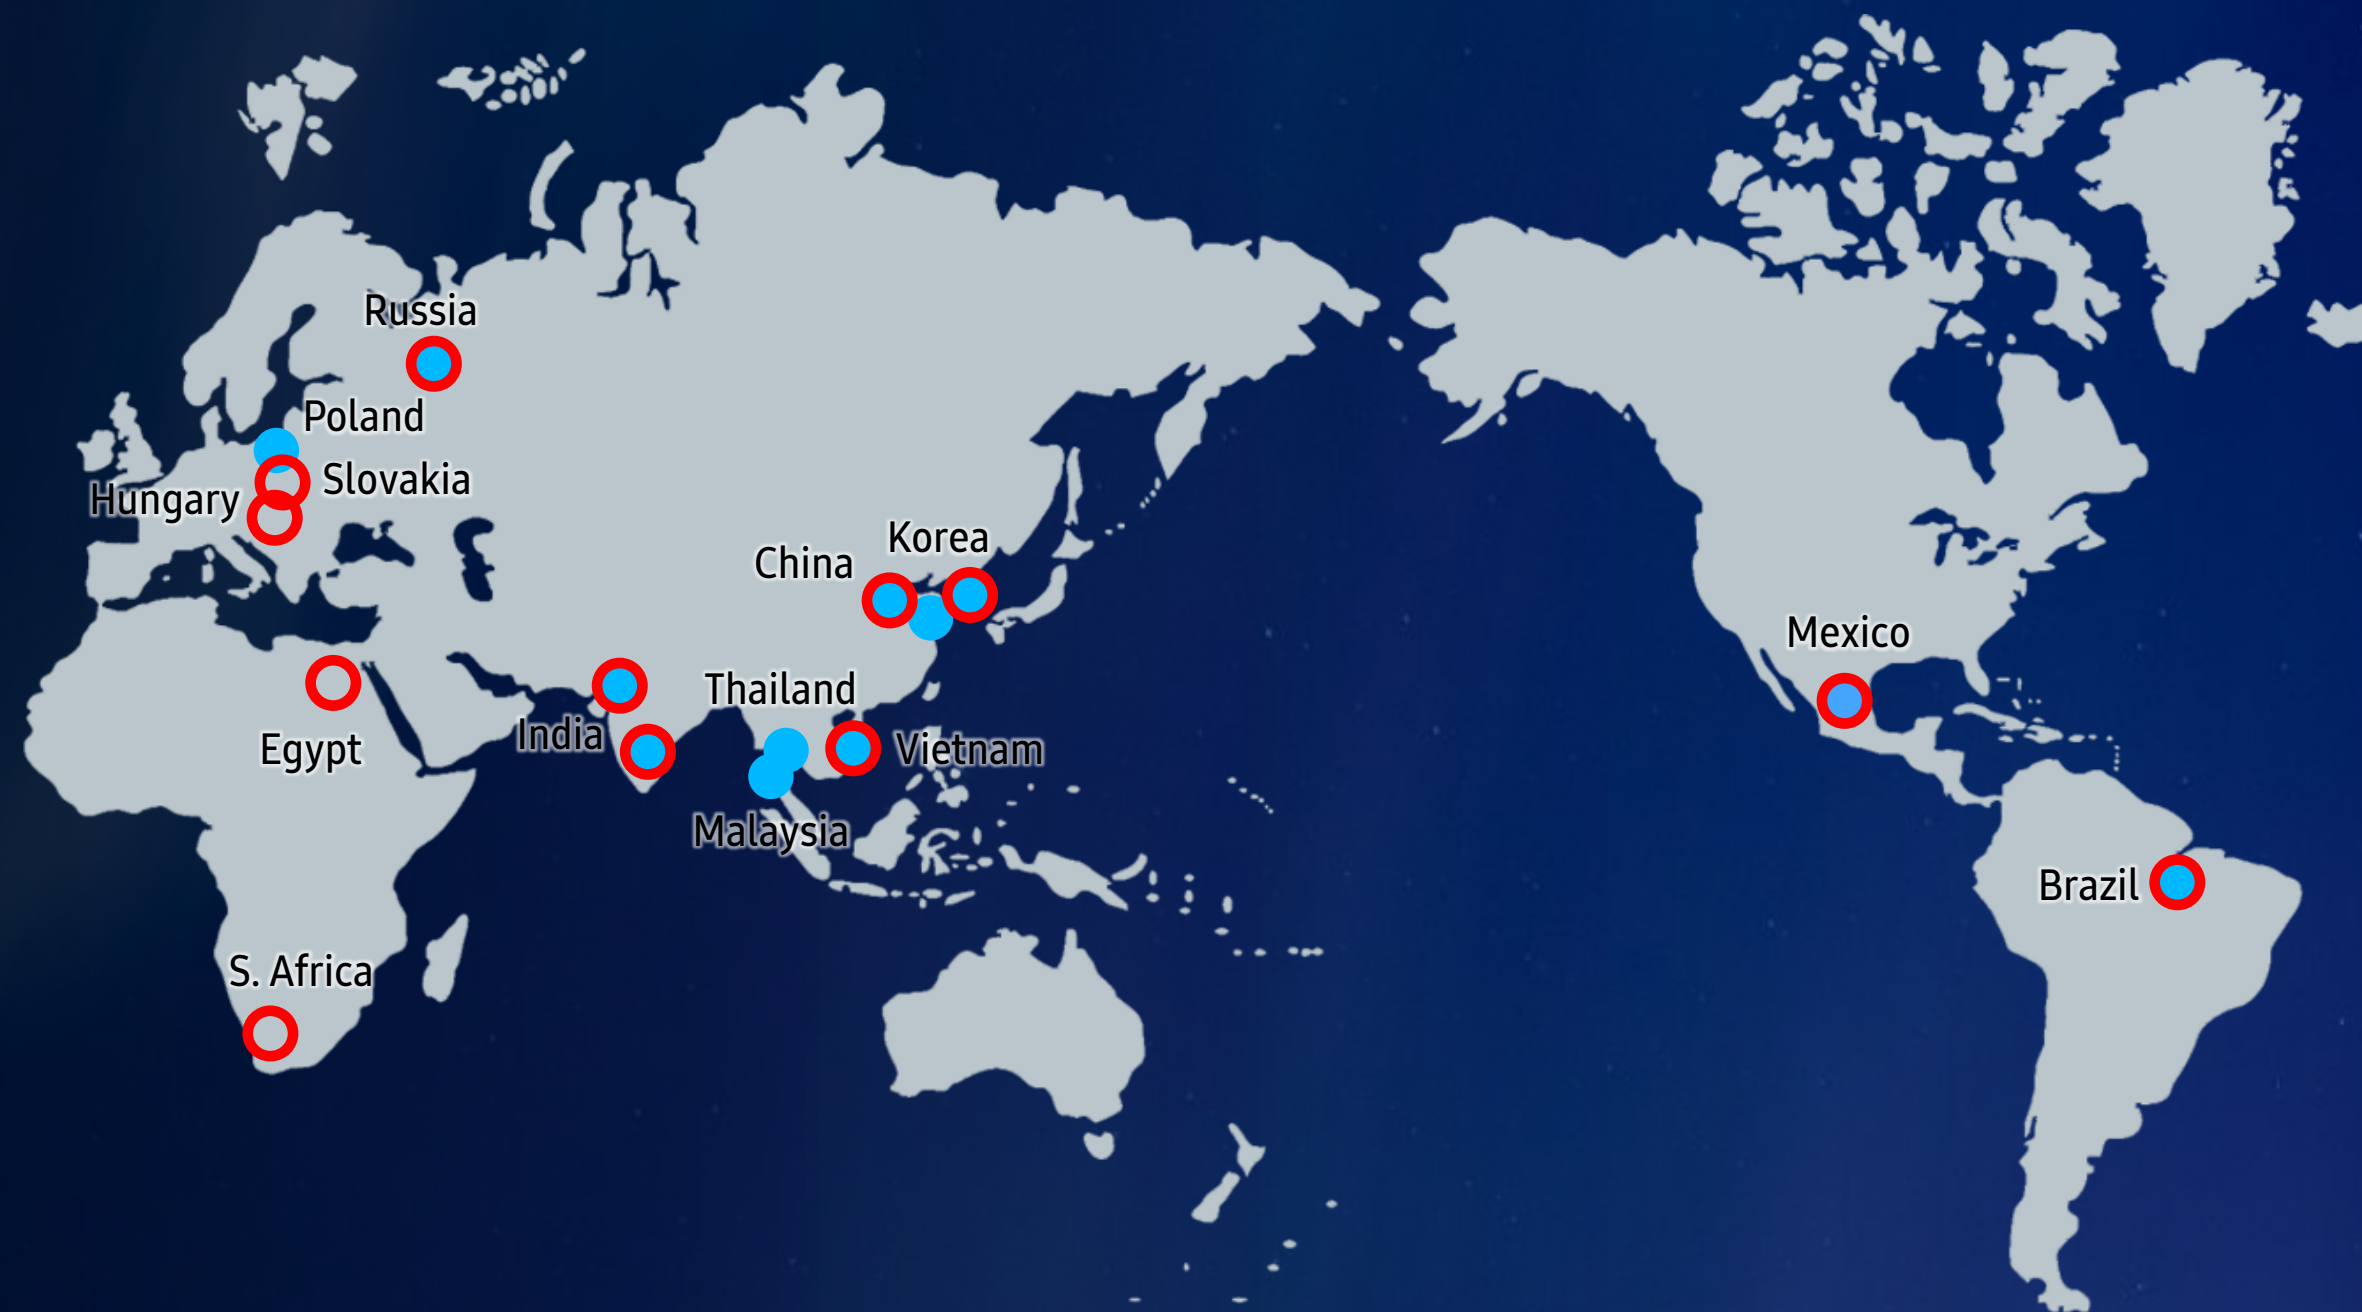 Russia
Poland
Slovakia
Hungary
Korea
China
Mexico
Thailand
India
Vietnam
Egypt
Malaysia
Brazil
S. Africa